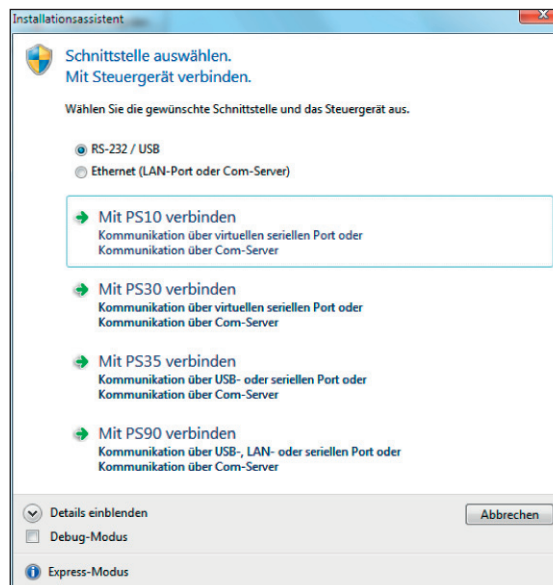 Installationsassistent
Schnittstelle auswählen.
Mit Steuergerät verbinden.
Wählen Sie die gewünschte Schnittstelle und das Steuergerät aus.
RS-232 / USB
Ethernet (LAN-Port oder Com-Server)
Mit PS10 verbinden
Kommunikation über virtuellen seriellen Port oder
Kommunikation über Com-Server
Mit PS30 verbinden
Kommunikation über virtuellen seriellen Port oder
Kommunikation über Com-Server
Mit PS35 verbinden
Kommunikation über USB- oder seriellen Port oder
Kommunikation über Com-Server
Mit PS90 verbinden
Kommunikation über USB-, LAN- oder seriellen Port oder
Kommunikation über Com-Server
Details einblenden
Abbrechen
Debug-Modus
Express-Modus